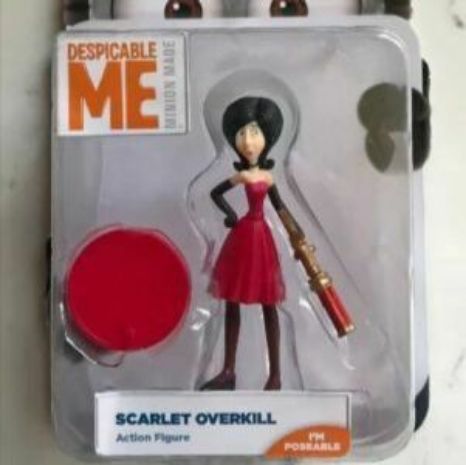 DESPICABLE
ME
MINION MADE
SCARLET OVERKILL
Action Figure
I'M
POSEABLE